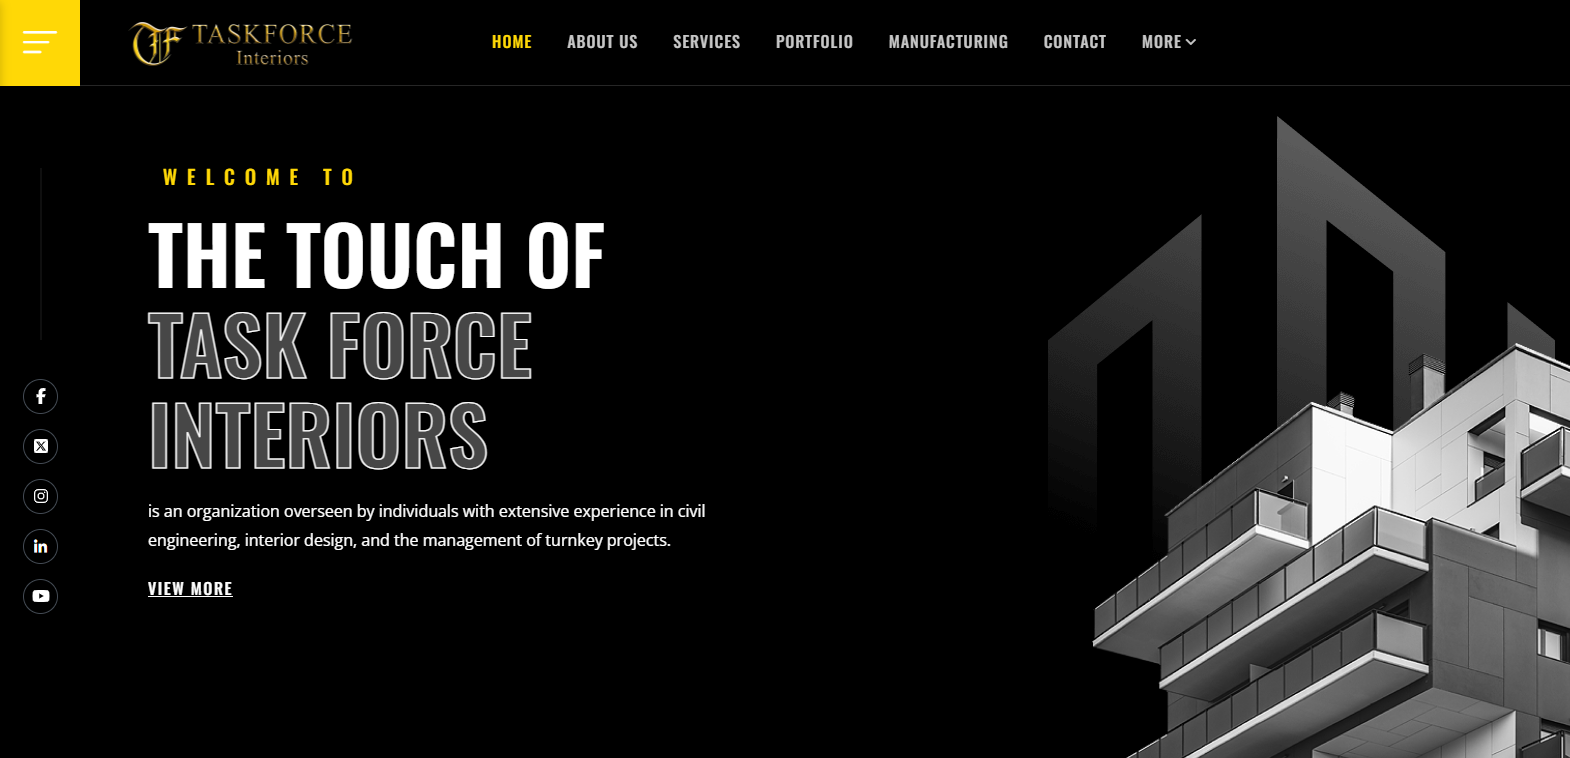 TASKFORCE
Interiors
HOME ABOUT US SERVICES PORTFOLIO MANUFACTURING CONTACT MORE
WELCOME TO
THE TOUCH OF
TASK FORCE
INTERIORS
is an organization overseen by individuals with extensive experience in civil
engineering, interior design, and the management of turnkey projects.
VIEW MORE